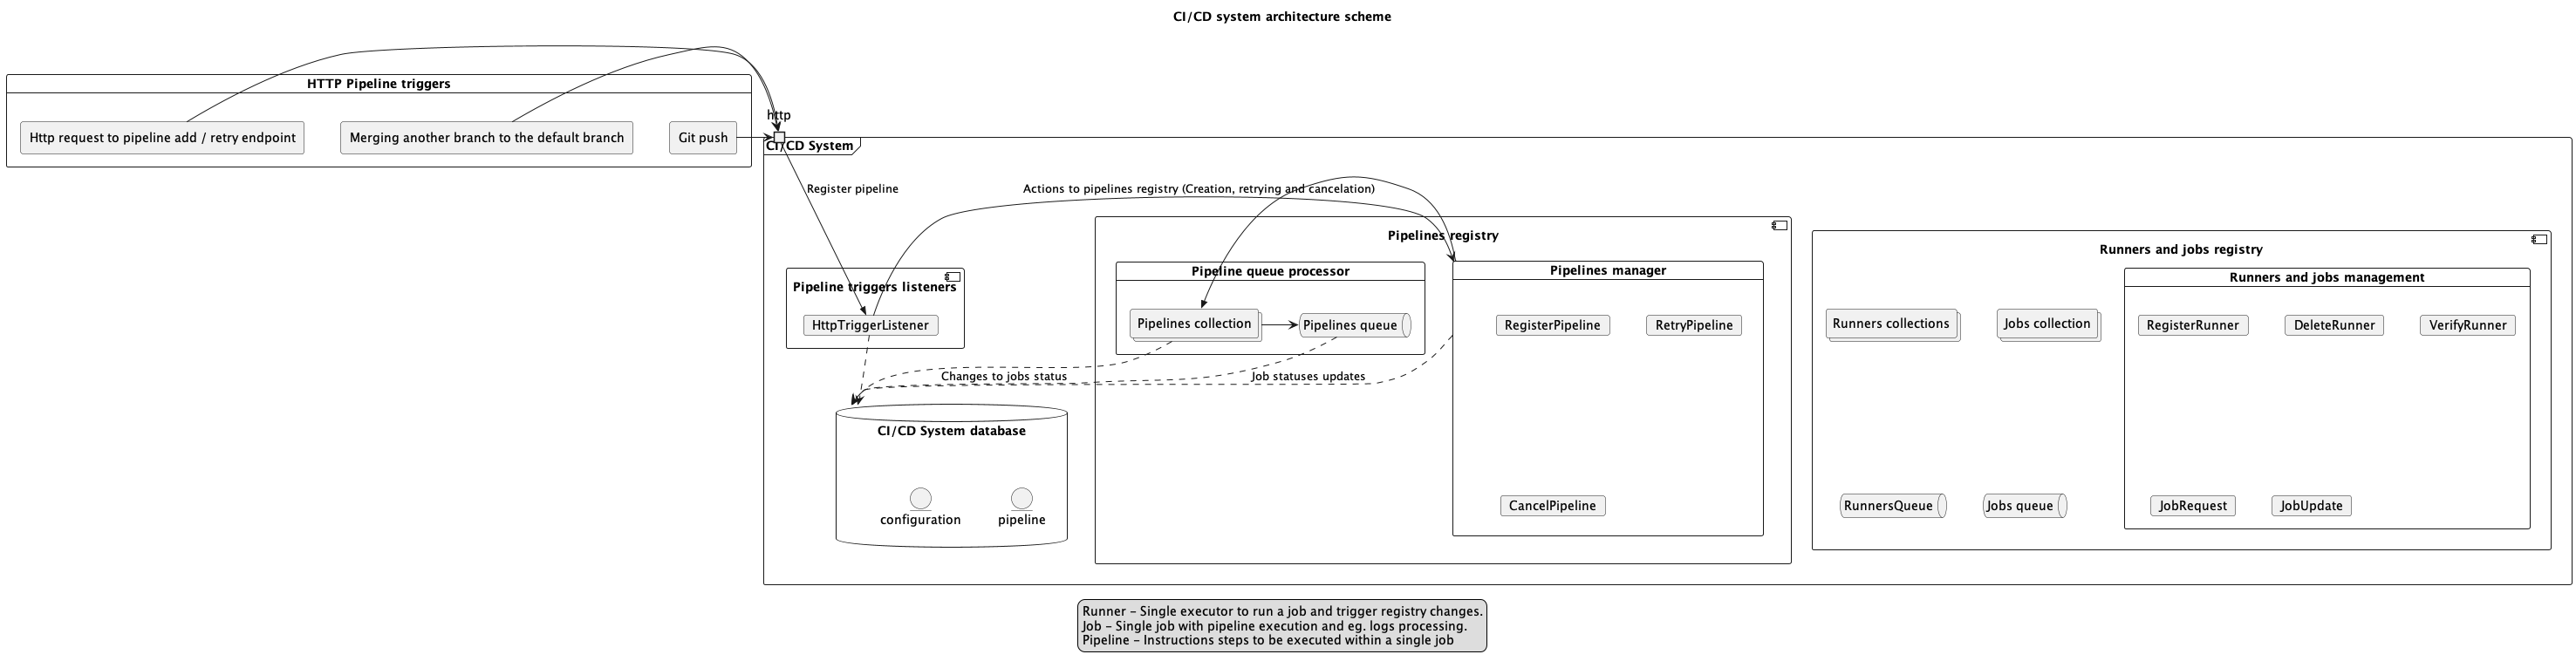 CI/CD system architecture scheme
HTTP Pipeline triggers
Http request to pipeline add / retry endpoint
Merging another branch to the default branch
Git push
http
CI/CD System
Register pipeline
Actions to pipelines registry (Creation, retrying and cancelation)
Pipeline triggers listeners
HttpTriggerListener
Pipelines registry
Pipeline queue processor
Pipelines collection
Pipelines queue
Pipelines manager
RegisterPipeline
RetryPipeline
CancelPipeline
Changes to jobs status
Job statuses updates
CI/CD System database
configuration
pipeline
Runners and jobs registry
Runners collections
Jobs collection
RunnersQueue
Jobs queue
Runners and jobs management
RegisterRunner
DeleteRunner
VerifyRunner
JobRequest
JobUpdate
Runner - Single executor to run a job and trigger registry changes.
Job - Single job with pipeline execution and eg. logs processing.
Pipeline - Instructions steps to be executed within a single job